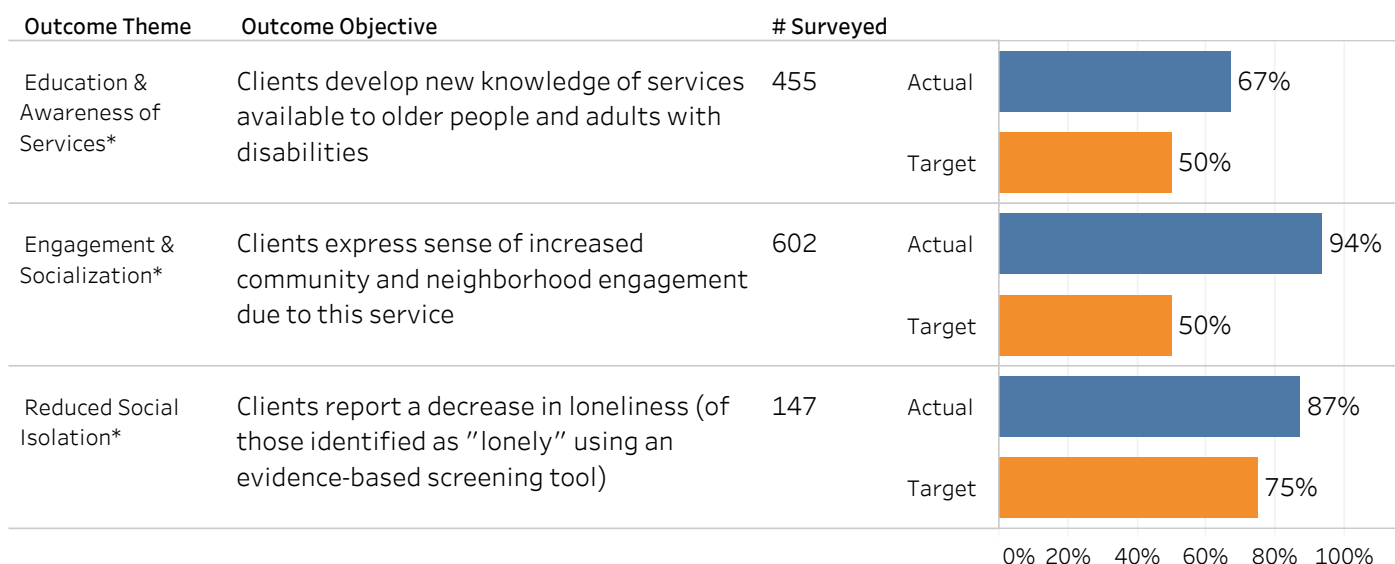 Outcome Theme Outcome Objective # Surveyed
Education &
Awareness of
Services*
Clients develop new knowledge of services
available to older people and adults with
disabilities
455
Actual 67%
Target 50%
Engagement &
Socialization*
Clients express sense of increased
community and neighborhood engagement
due to this service
602
Actual 94%
Target 50%
Reduced Social
Isolation*
Clients report a decrease in loneliness (of
those identified as "lonely” using an
evidence-based screening tool)
147
Actual 87%
Target 75%
0% 20% 40% 60% 80% 100%